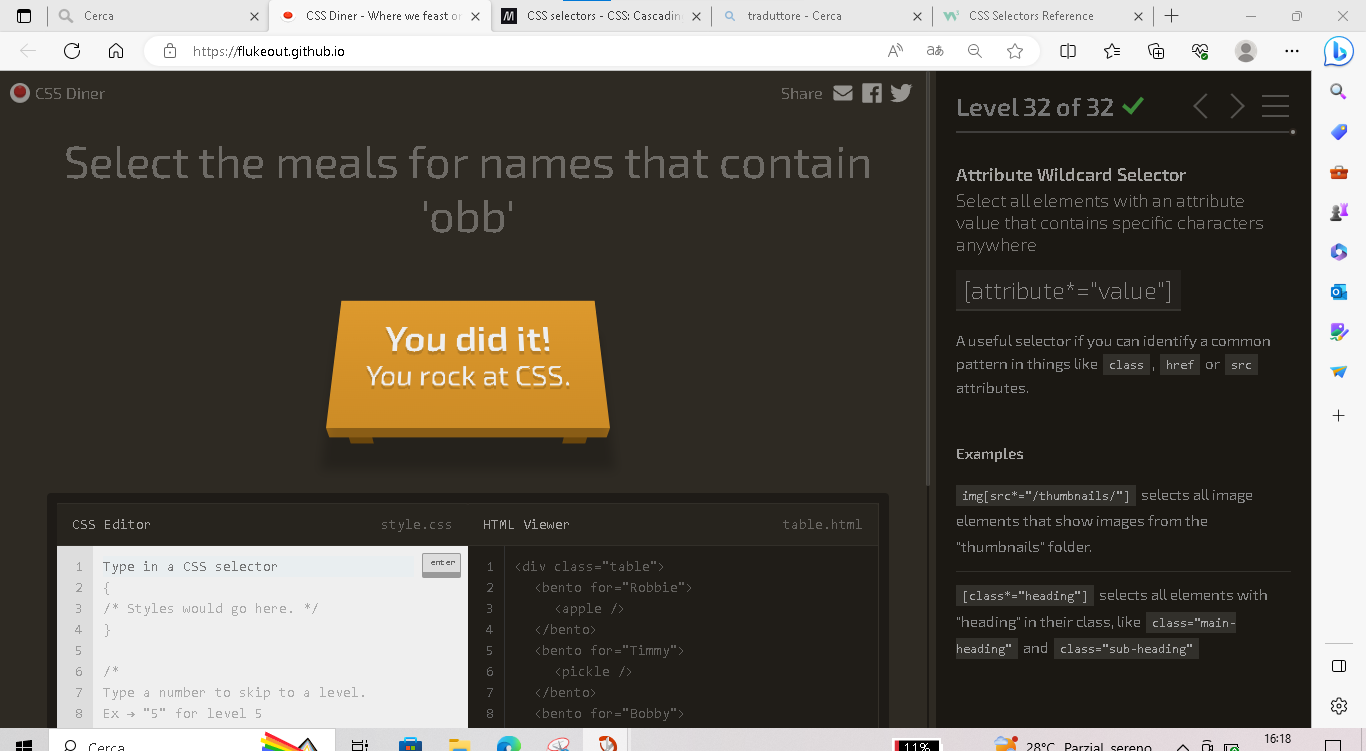 Cerca
CSS Diner - Where we feast on
CSS selectors - CSS: Cascadin
traduttore - Cerca
CSS Selectors Reference
https://flukeout.github.io
CSS Diner
Share
Select the meals for names that contain
'obb'
You did it!
You rock at CSS.
CSS Editor
style.css
HTML Viewer
table.html
1 Type in a CSS selector
enter
2 {
3 /* Styles would go here. */
4 }
5
6 /*
7 Type a number to skip to a level.
8 Ex → "5" for level 5
1 <div class="table">
2 <bento for="Robbie">
3 <apple />
4 </bento>
5 <bento for="Timmy">
6 <pickle />
7 </bento>
8 <bento for="Bobby">
Level 32 of 32
Attribute Wildcard Selector
Select all elements with an attribute
value that contains specific characters
anywhere
[attribute*="value"]
A useful selector if you can identify a common
pattern in things like class , href or src
attributes.
Examples
img[src*="/thumbnails/"] selects all image
elements that show images from the
"thumbnails" folder.
[class*="heading"] selects all elements with
"heading" in their class, like class="main-
heading" and class="sub-heading"
Cerca
11%
28°C Parzial. sereno
16:18